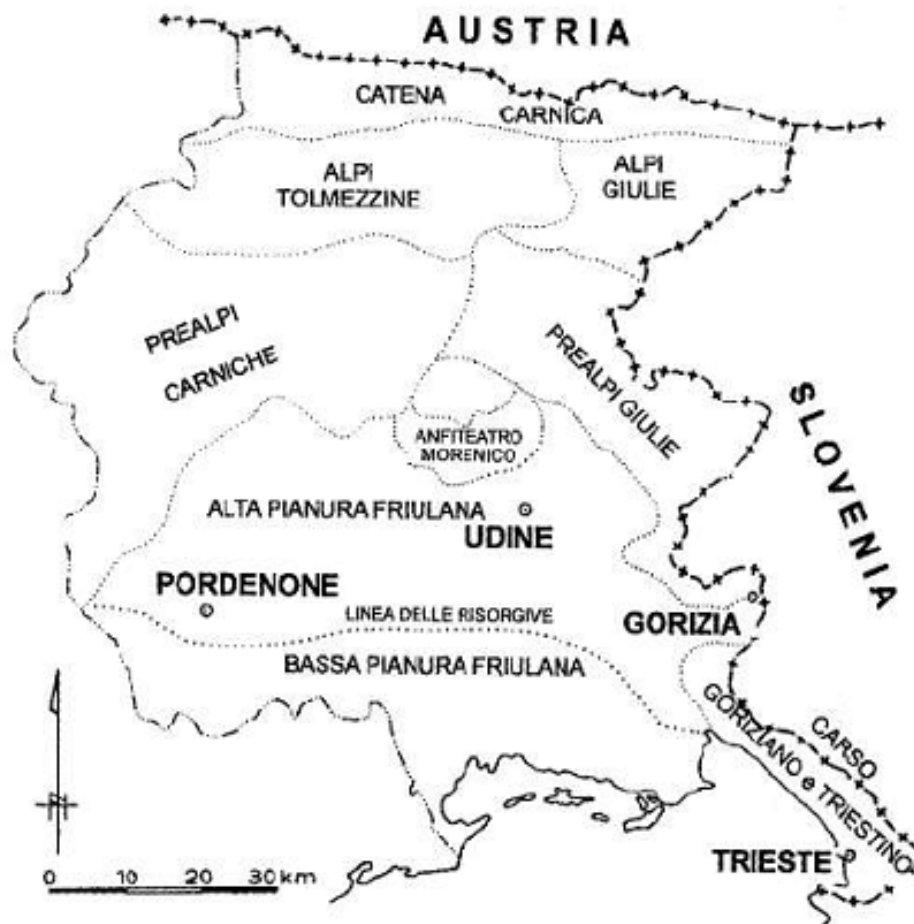 AUSTRIA
CATENA
CARNICA
ALPI
TOLMEZZINE
ALPI
GIULIE
PREALPI
CARNICHE
PREALPI GIULIE
SLOVENIA
ANFITEATRO
MORENICO
ALTA PIANURA FRIULANA
UDINE
PORDENONE
LINEA DELLE RISORGIVE
GORIZIA
BASSA PIANURA FRIULANA
CARSO
GORIZIANO e TRIESTINO
N
TRIESTE
0 10 20 30 km